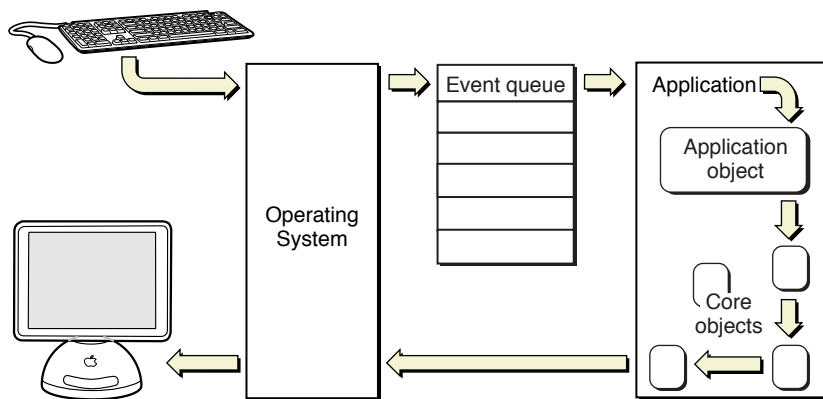 Event queue
Application
Application
object
Operating
System
Core
objects